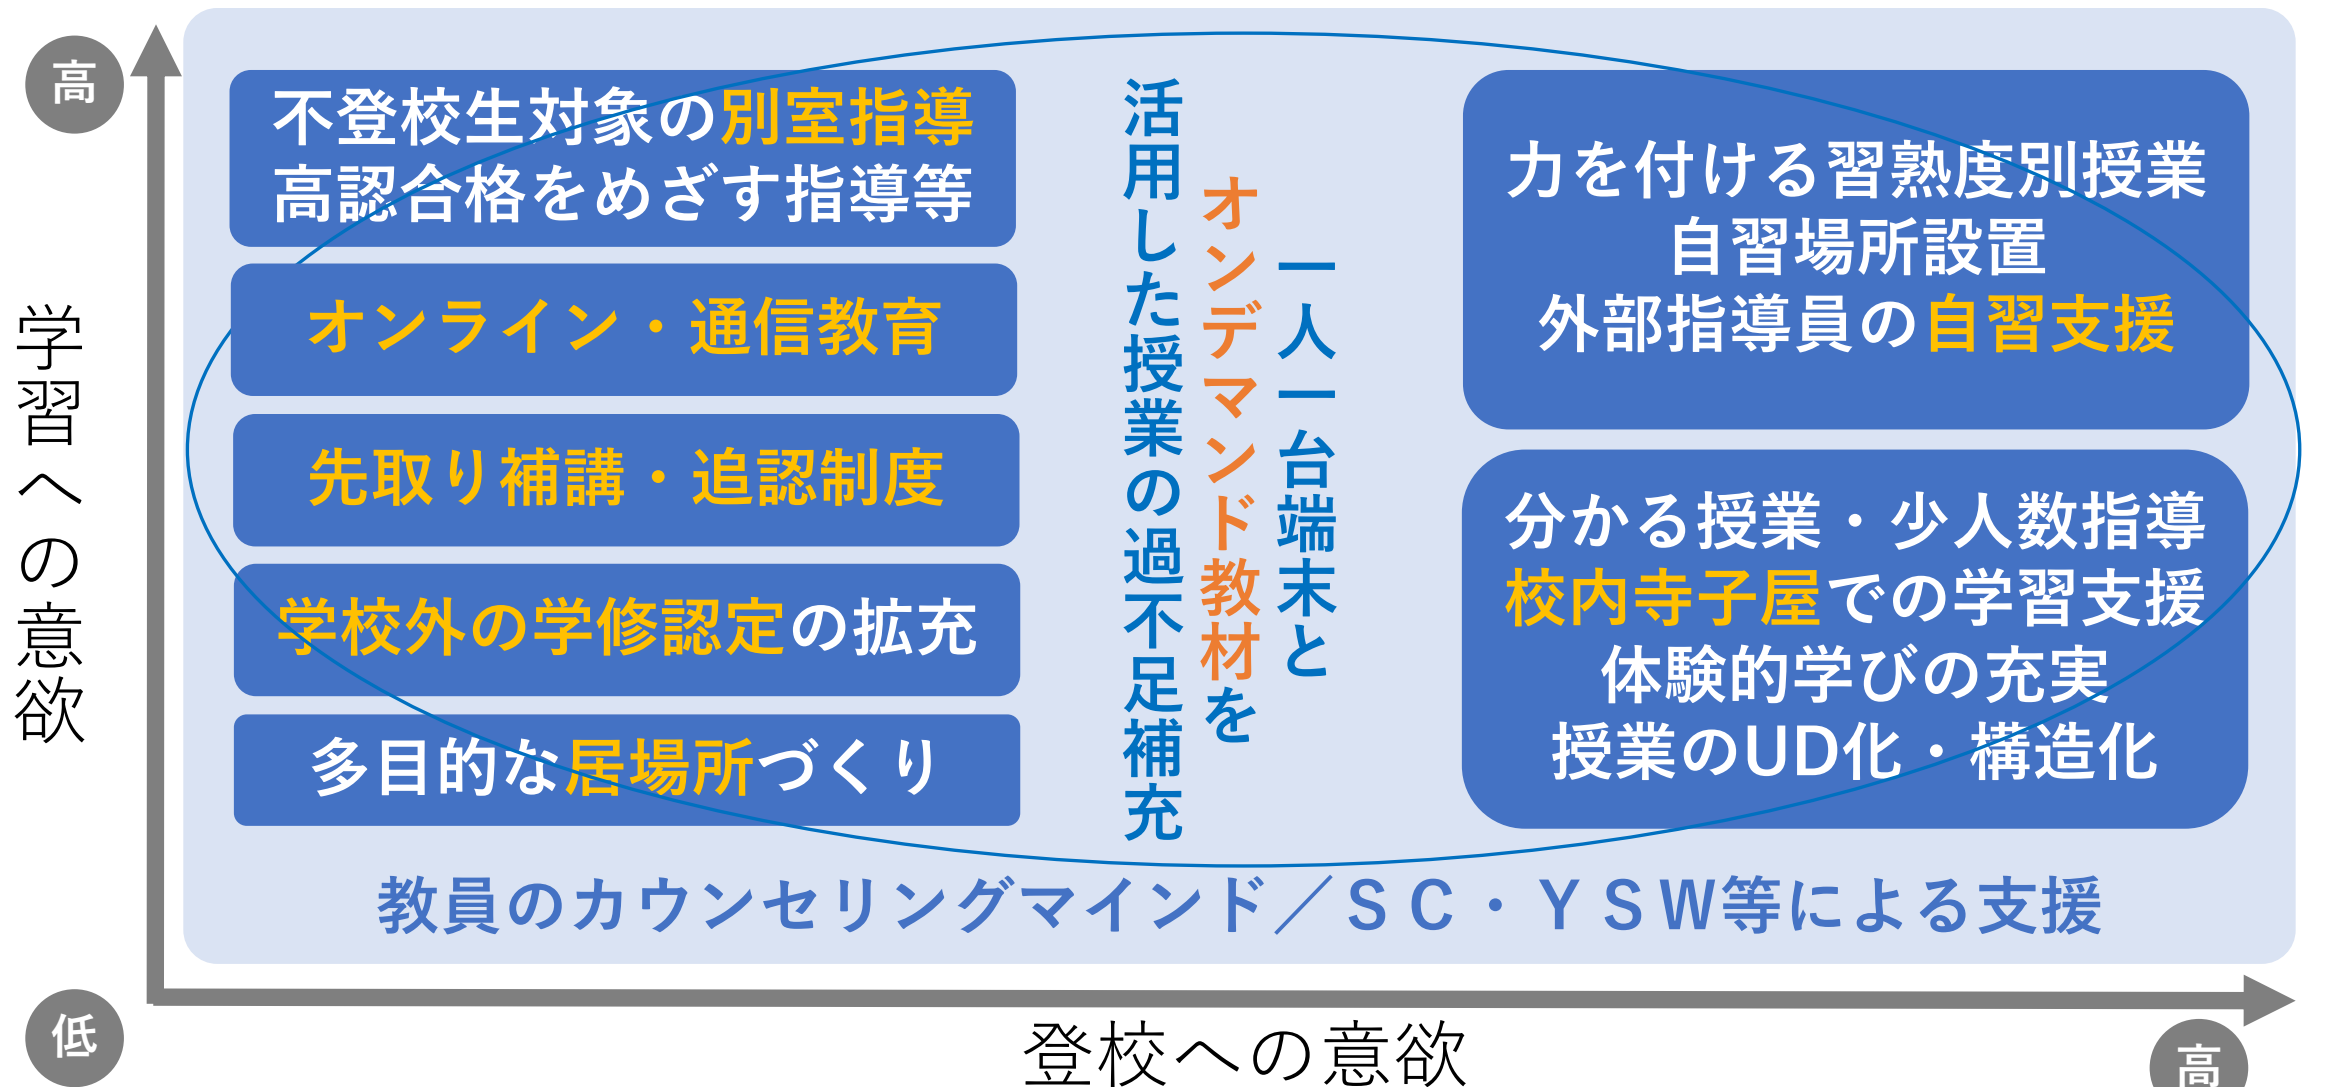 高
学習への意欲
不登校生対象の別室指導
高認合格をめざす指導等
オンライン・通信教育
先取り補講・追認制度
学校外の学修認定の拡充
多目的な居場所づくり
一人一台端末と
オンデマンド教材を
活用した授業の過不足補充
力を付ける習熟度別授業
自習場所設置
外部指導員の自習支援
分かる授業・少人数指導
校内寺子屋での学習支援
体験的学びの充実
授業のUD化・構造化
教員のカウンセリングマインド／ＳＣ・ＹＳＷ等による支援
低
登校への意欲
高